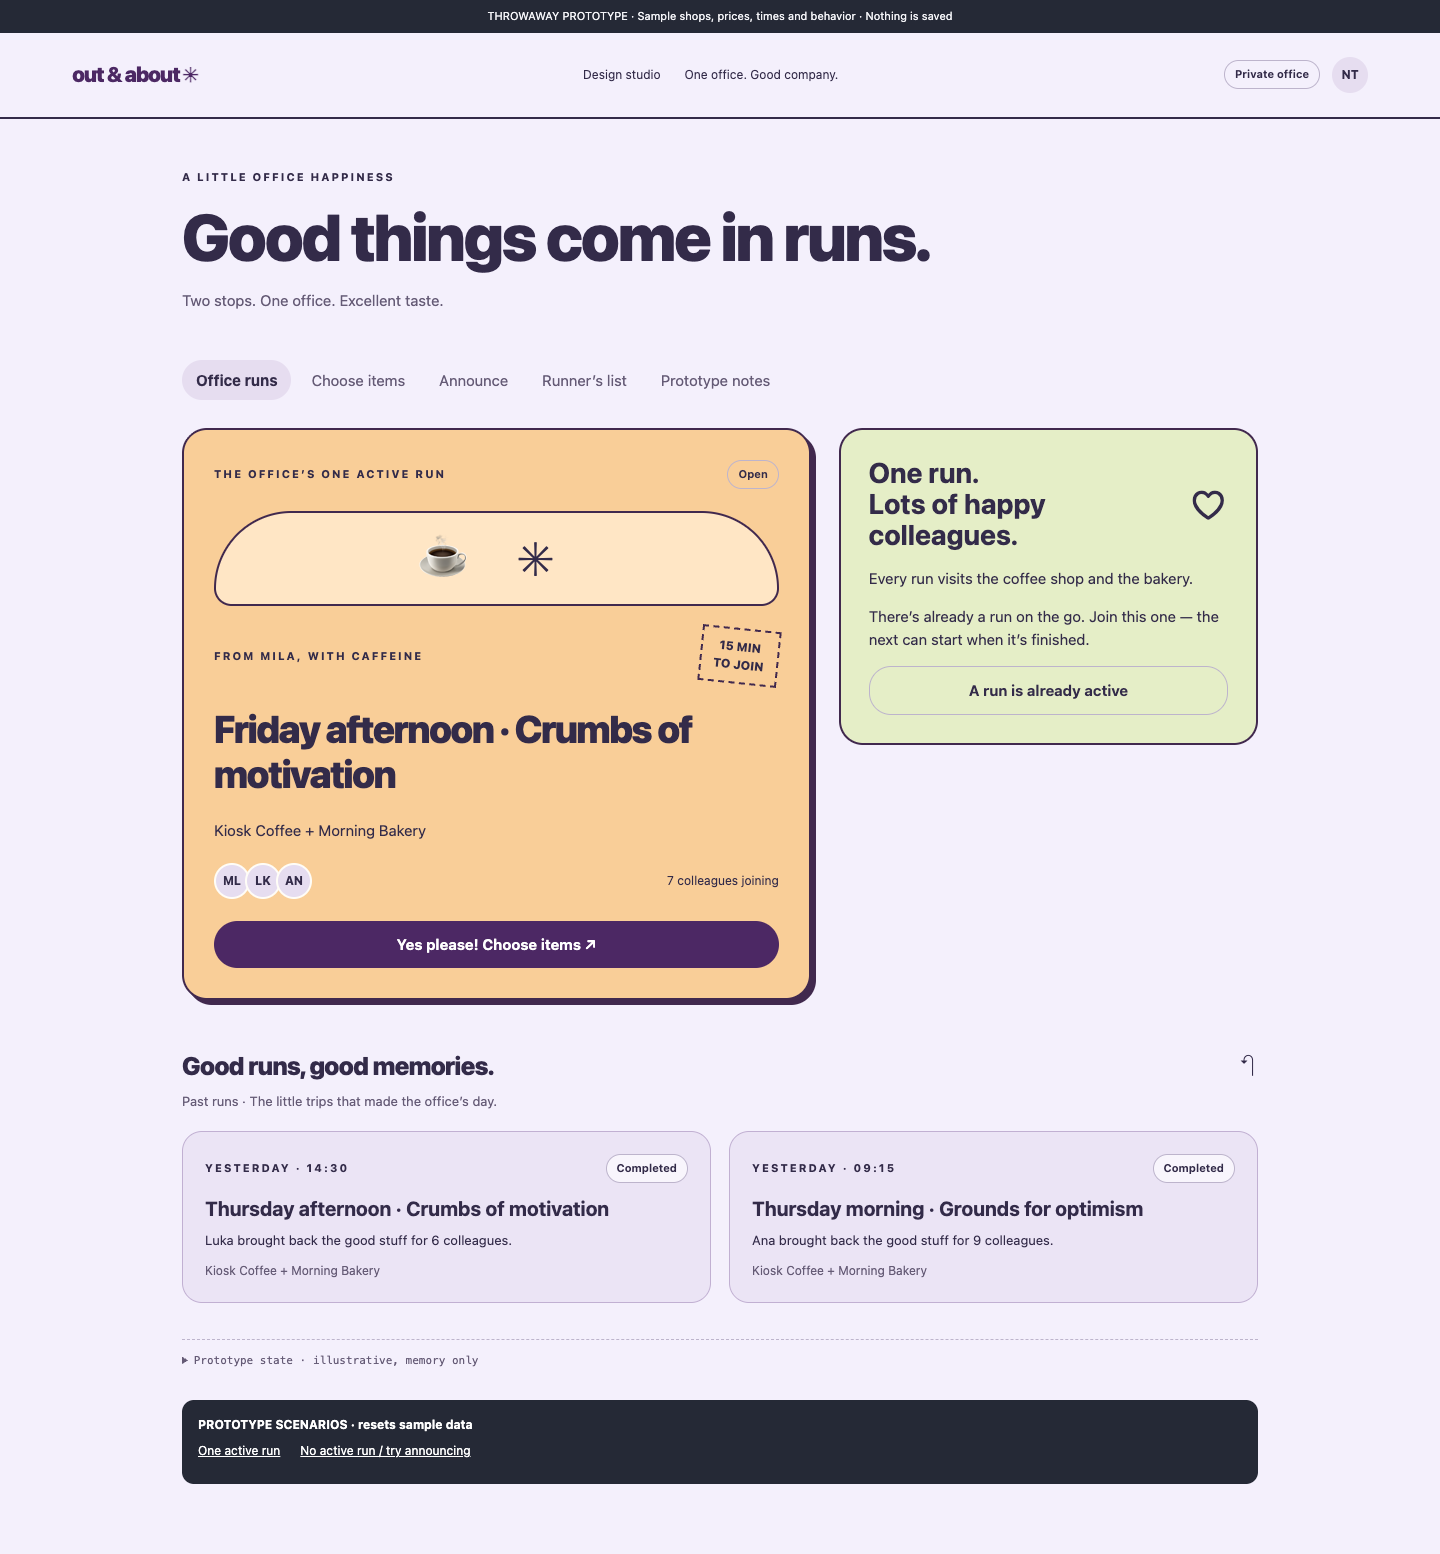 THROWAWAY PROTOTYPE · Sample shops, prices, times and behavior · Nothing is saved
out & about✳
Design studio
One office. Good company.
Private office
NT
A LITTLE OFFICE HAPPINESS
Good things come in runs.
Two stops. One office. Excellent taste.
Office runs
Choose items
Announce
Runner’s list
Prototype notes
THE OFFICE’S ONE ACTIVE RUN
Open
FROM MILA, WITH CAFFEINE
15 MIN
TO JOIN
Friday afternoon · Crumbs of
motivation
Kiosk Coffee + Morning Bakery
ML
LK
AN
7 colleagues joining
Yes please! Choose items ↗
One run.
Lots of happy
colleagues.
Every run visits the coffee shop and the bakery.
There’s already a run on the go. Join this one — the
next can start when it’s finished.
A run is already active
Good runs, good memories.
Past runs · The little trips that made the office’s day.
YESTERDAY · 14:30
Completed
Thursday afternoon · Crumbs of motivation
Luka brought back the good stuff for 6 colleagues.
Kiosk Coffee + Morning Bakery
YESTERDAY · 09:15
Completed
Thursday morning · Grounds for optimism
Ana brought back the good stuff for 9 colleagues.
Kiosk Coffee + Morning Bakery
Prototype state · illustrative, memory only
PROTOTYPE SCENARIOS · resets sample data
One active run
No active run / try announcing